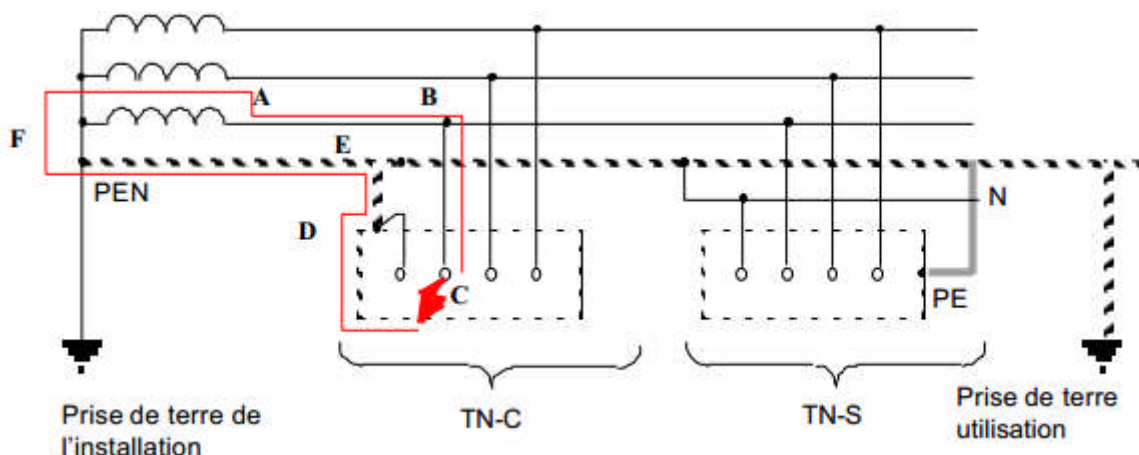 A
B
F
E
PEN
N
D
C
PE
Prise de terre de
l'installation
TN-C
TN-S
Prise de terre
utilisation